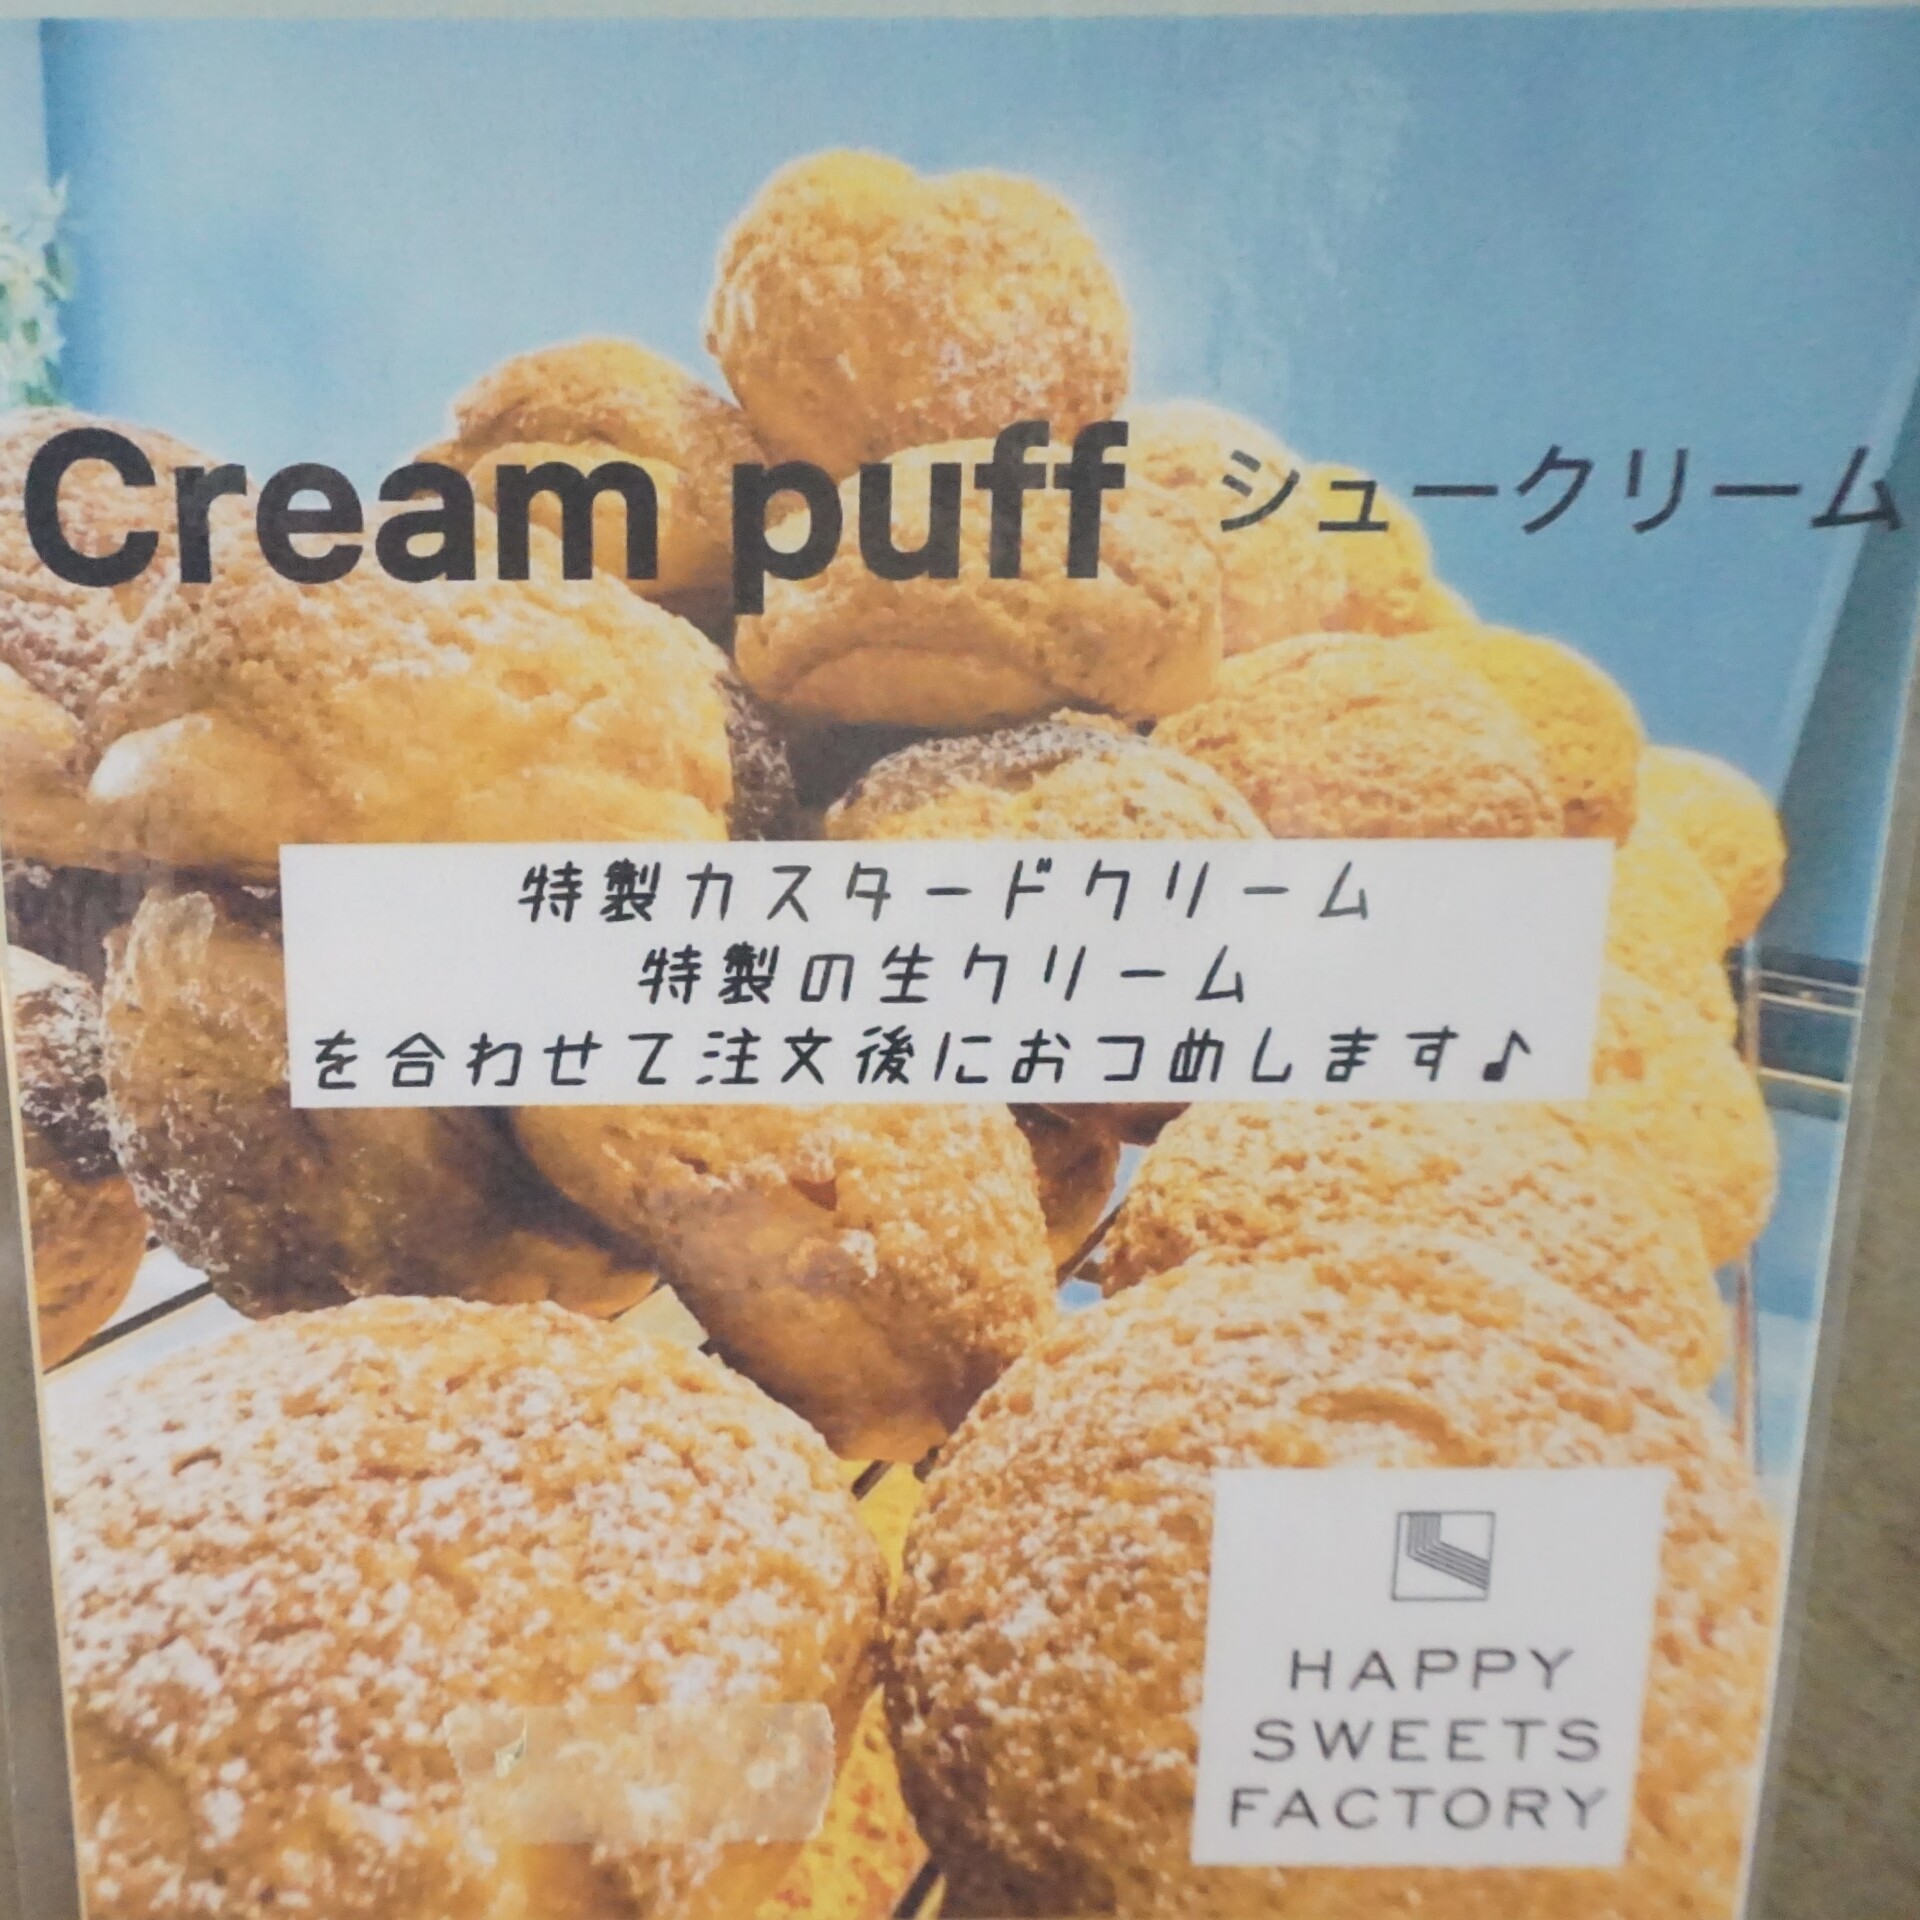 Cream puff シュークリーム
特製カスタードクリーム
特製の生クリーム
を合わせて注文後におつめします♪
HAPPY
SWEETS
FACTORY